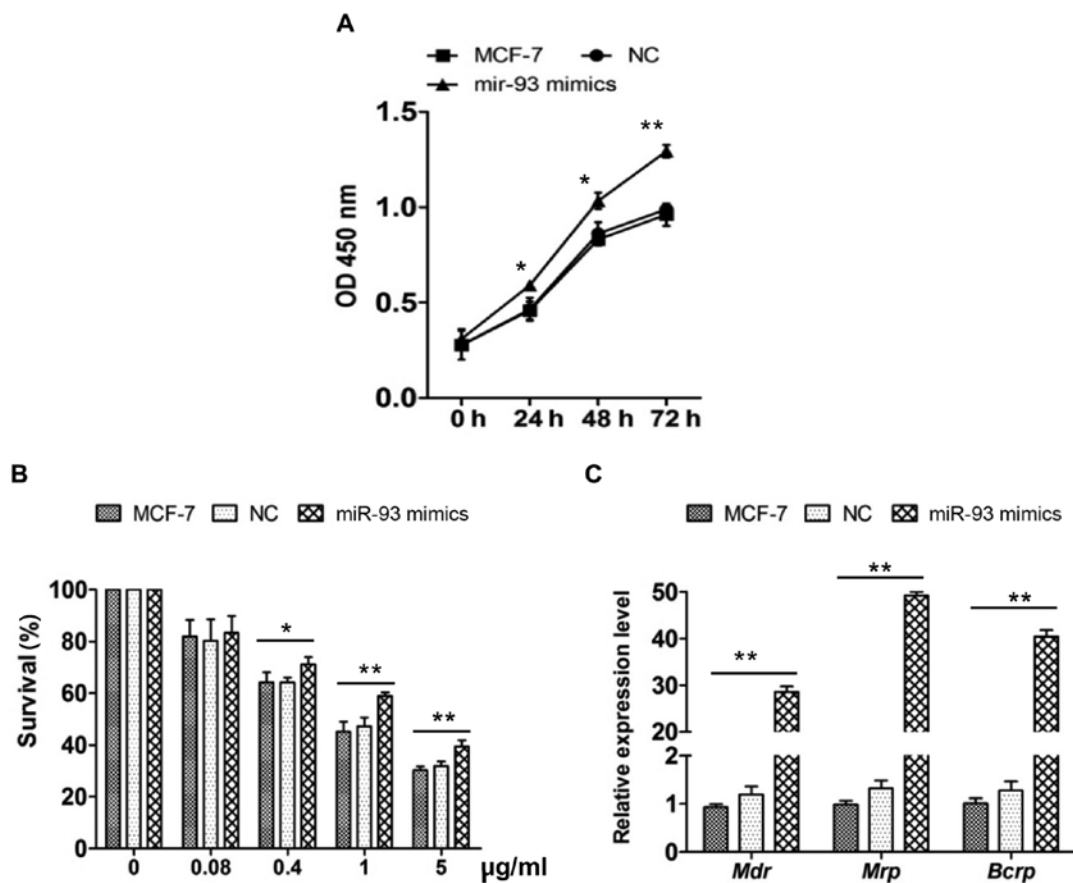 A
MCF-7 NC
mir-93 mimics
** 
1.5
*
1.0
*
0.5
0.0
OD 450 nm
0 h 24 h 48 h 72 h
B
MCF-7 NC miR-93 mimics
100
80
60
40
20
0
Survival (%)
*
**
**
0 0.08 0.4 1 5 µg/ml
C
MCF-7 NC miR-93 mimics
50
40
30
20
2
1
0
Relative expression level
**
**
**
Mdr Mrp Bcrp